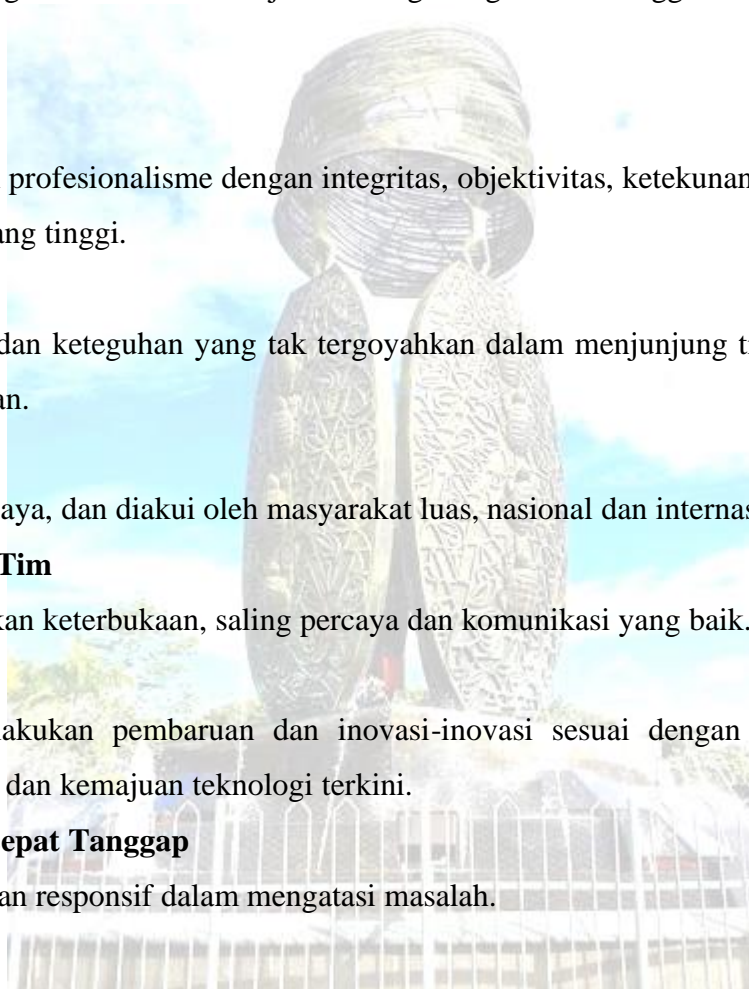 profesionalisme dengan integritas, objektivitas, ketekunan
ang tinggi.
dan keteguhan yang tak tergoyahkan dalam menjunjung ti
an.
aya, dan diakui oleh masyarakat luas, nasional dan internas
Tim
kan keterbukaan, saling percaya dan komunikasi yang baik.
lakukan pembaruan dan inovasi-inovasi sesuai dengan
dan kemajuan teknologi terkini.
epat Tanggap
an responsif dalam mengatasi masalah.